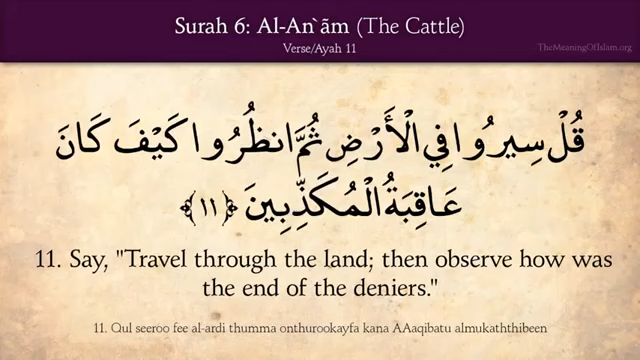 Surah 6: Al-An`ãm (The Cattle)
Verse/Ayah 11
TheMeaningOfIslam.org
قُلْ سِيرُوا فِي الْأَرْضِ ثُمَّ انظُرُوا كَيْفَ كَانَ
عَاقِبَةُ الْمُكَذِّبِينَ ﴿١١﴾
11. Say, "Travel through the land; then observe how was
the end of the deniers."
11. Qul seeroo fee al-ardi thumma onthurookayfa kana AAaqibatu almukaththibeen